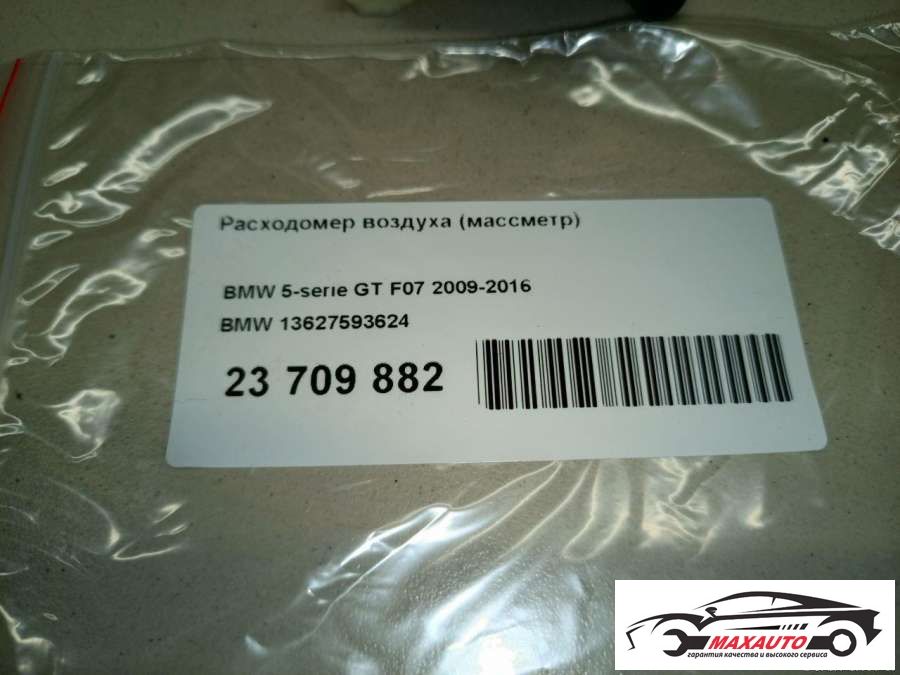 Расходомер воздуха (массметр)
BMW 5-serie GT F07 2009-2016
BMW 13627593624
23 709 882
MAXAUTO
гарантия качества и высокого сервиса